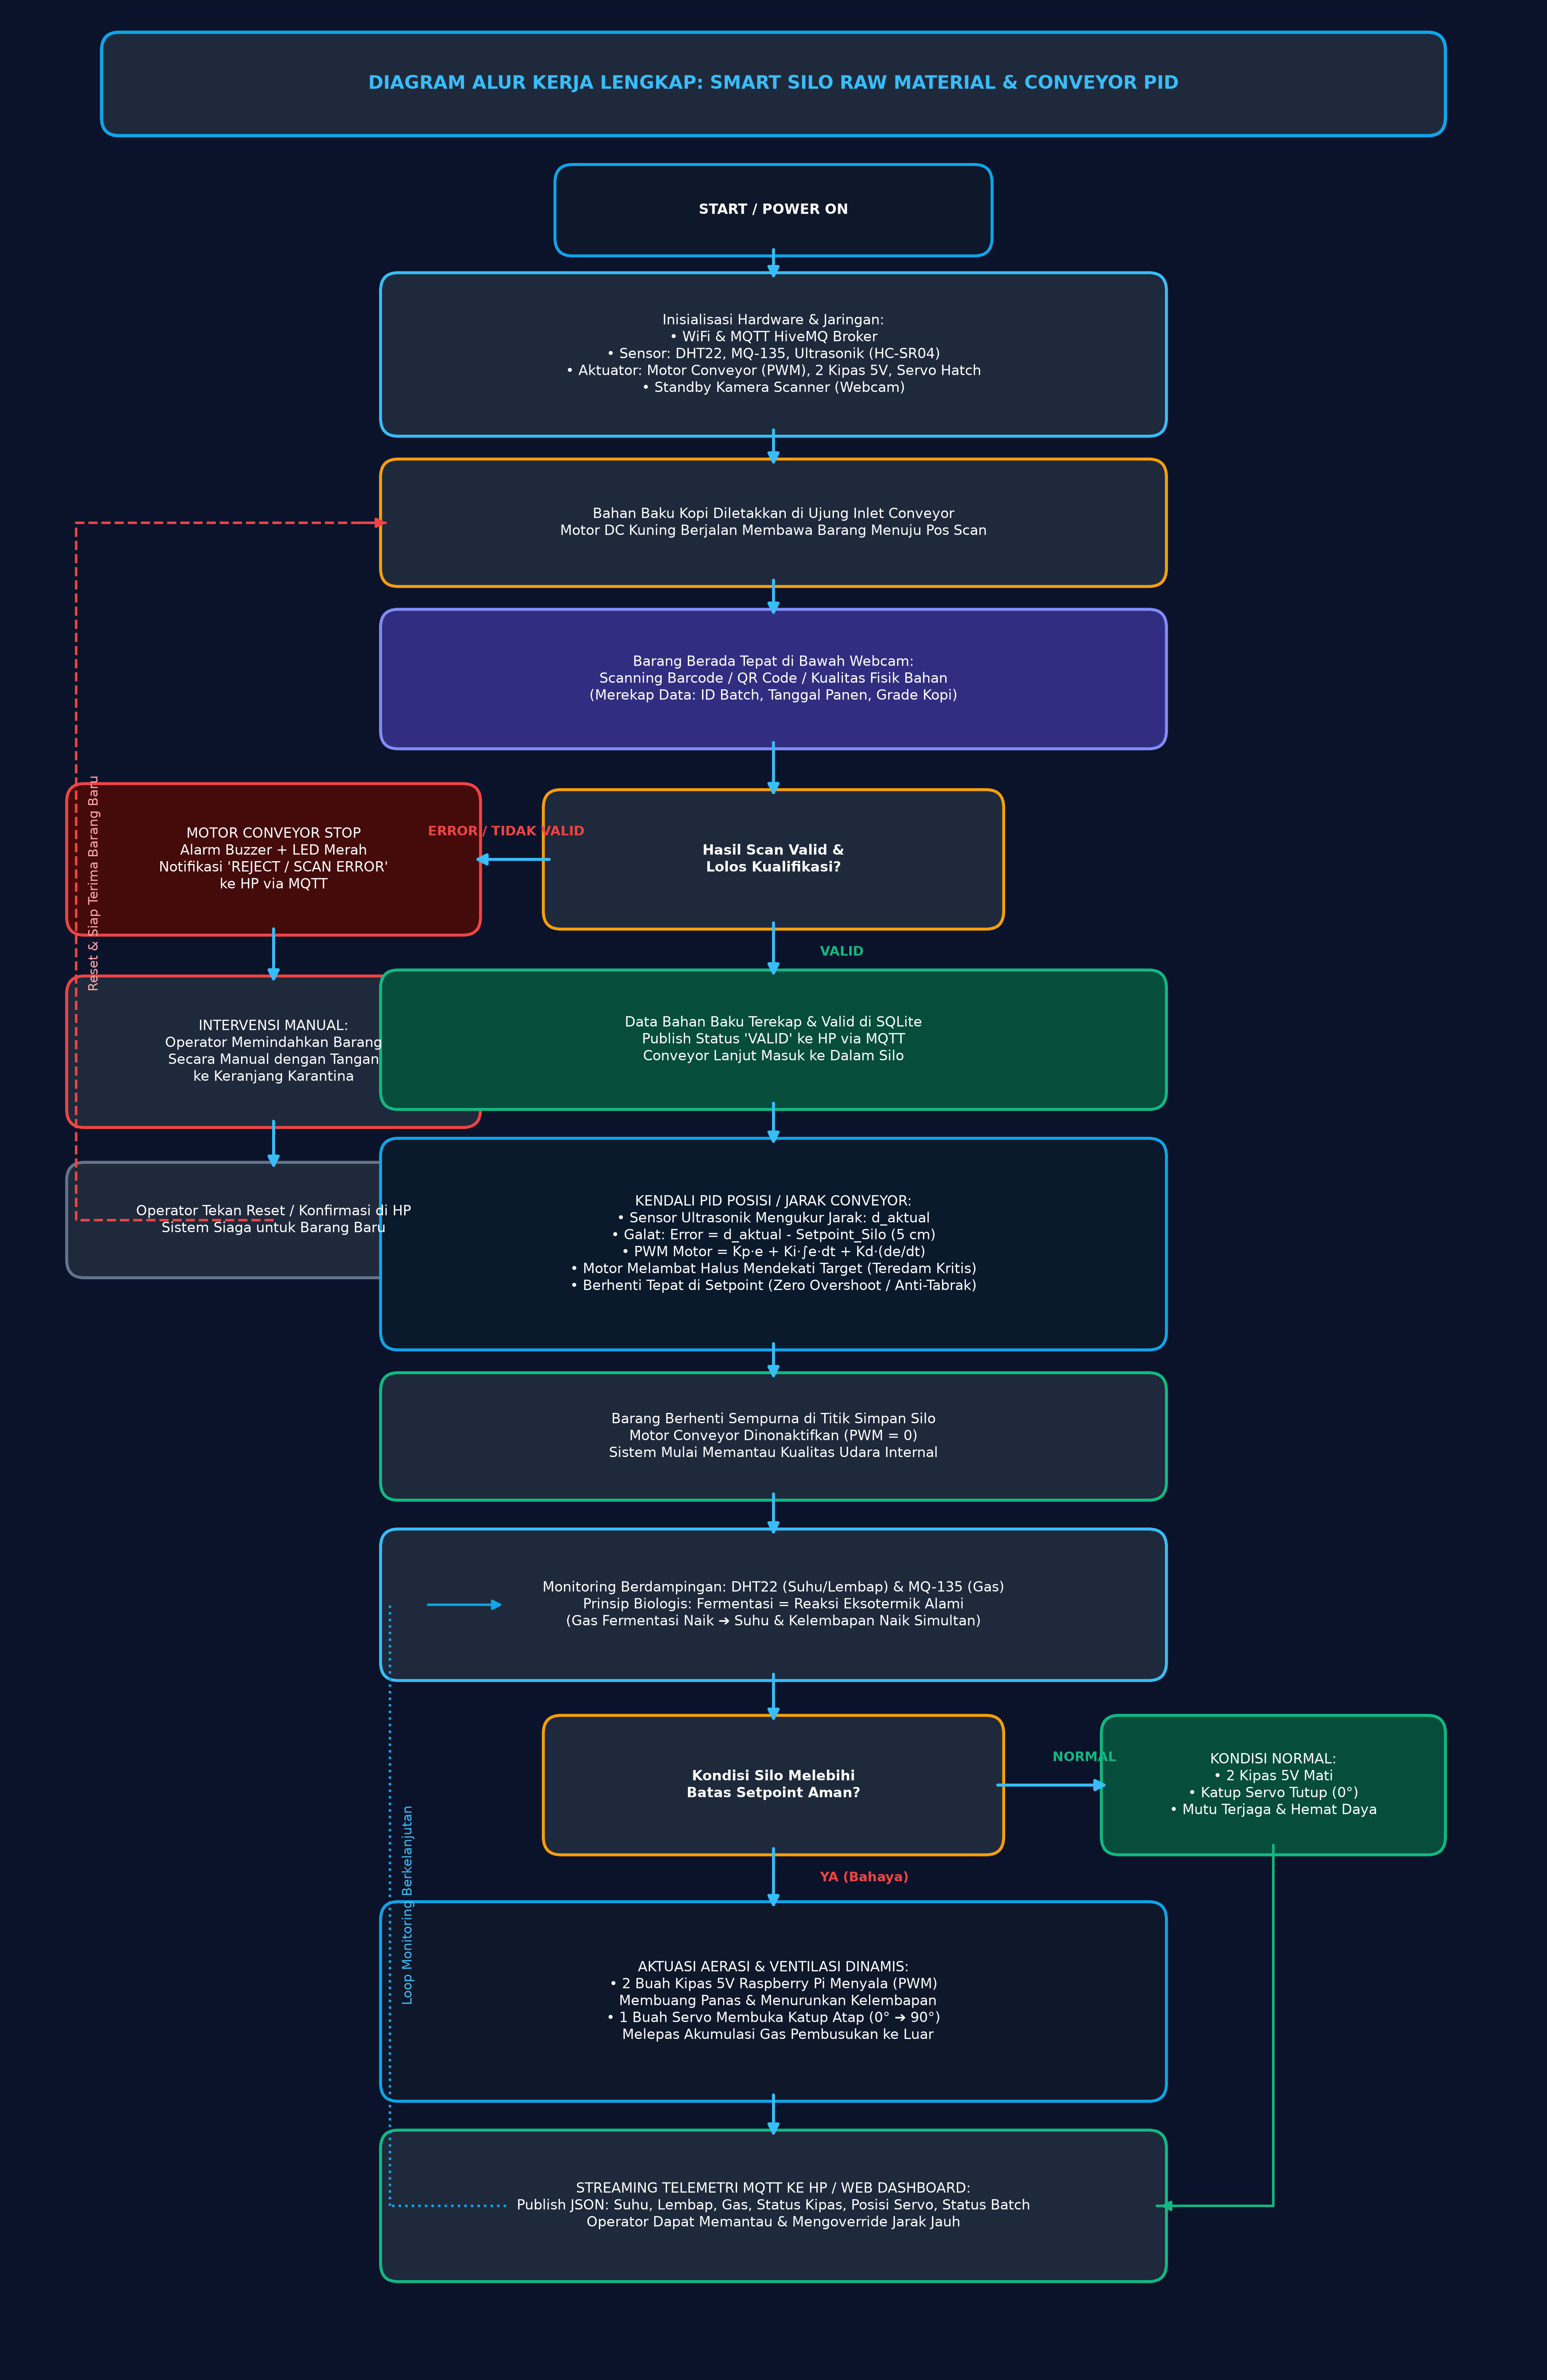 DIAGRAM ALUR KERJA LENGKAP: SMART SILO RAW MATERIAL & CONVEYOR PID
START / POWER ON
Inisialisasi Hardware & Jaringan:
• WiFi & MQTT HiveMQ Broker
• Sensor: DHT22, MQ-135, Ultrasonik (HC-SR04)
• Aktuator: Motor Conveyor (PWM), 2 Kipas 5V, Servo Hatch
• Standby Kamera Scanner (Webcam)
Bahan Baku Kopi Diletakkan di Ujung Inlet Conveyor
Motor DC Kuning Berjalan Membawa Barang Menuju Pos Scan
Barang Berada Tepat di Bawah Webcam:
Scanning Barcode / QR Code / Kualitas Fisik Bahan
(Merekap Data: ID Batch, Tanggal Panen, Grade Kopi)
Hasil Scan Valid &
Lolos Kualifikasi?
ERROR / TIDAK VALID
MOTOR CONVEYOR STOP
Alarm Buzzer + LED Merah
Notifikasi 'REJECT / SCAN ERROR'
ke HP via MQTT
Reset & Siap Terima Barang Baru
INTERVENSI MANUAL:
Operator Memindahkan Barang
Secara Manual dengan Tangan
ke Keranjang Karantina
Operator Tekan Reset / Konfirmasi di HP
Sistem Siaga untuk Barang Baru
VALID
Data Bahan Baku Terekap & Valid di SQLite
Publish Status 'VALID' ke HP via MQTT
Conveyor Lanjut Masuk ke Dalam Silo
KENDALI PID POSISI / JARAK CONVEYOR:
• Sensor Ultrasonik Mengukur Jarak: d_aktual
• Galat: Error = d_aktual - Setpoint_Silo (5 cm)
• PWM Motor = Kp·e + Ki·∫e·dt + Kd·(de/dt)
• Motor Melambat Halus Mendekati Target (Teredam Kritis)
• Berhenti Tepat di Setpoint (Zero Overshoot / Anti-Tabrak)
Barang Berhenti Sempurna di Titik Simpan Silo
Motor Conveyor Dinonaktifkan (PWM = 0)
Sistem Mulai Memantau Kualitas Udara Internal
Monitoring Berdampingan: DHT22 (Suhu/Lembap) & MQ-135 (Gas)
Prinsip Biologis: Fermentasi = Reaksi Eksotermik Alami
(Gas Fermentasi Naik ➔ Suhu & Kelembapan Naik Simultan)
Kondisi Silo Melebihi
Batas Setpoint Aman?
NORMAL
KONDISI NORMAL:
• 2 Kipas 5V Mati
• Katup Servo Tutup (0°)
• Mutu Terjaga & Hemat Daya
YA (Bahaya)
Loop Monitoring Berkelanjutan
AKTUASI AERASI & VENTILASI DINAMIS:
• 2 Buah Kipas 5V Raspberry Pi Menyala (PWM)
Membuang Panas & Menurunkan Kelembapan
• 1 Buah Servo Membuka Katup Atap (0° ➔ 90°)
Melepas Akumulasi Gas Pembusukan ke Luar
STREAMING TELEMETRI MQTT KE HP / WEB DASHBOARD:
Publish JSON: Suhu, Lembap, Gas, Status Kipas, Posisi Servo, Status Batch
Operator Dapat Memantau & Mengoverride Jarak Jauh